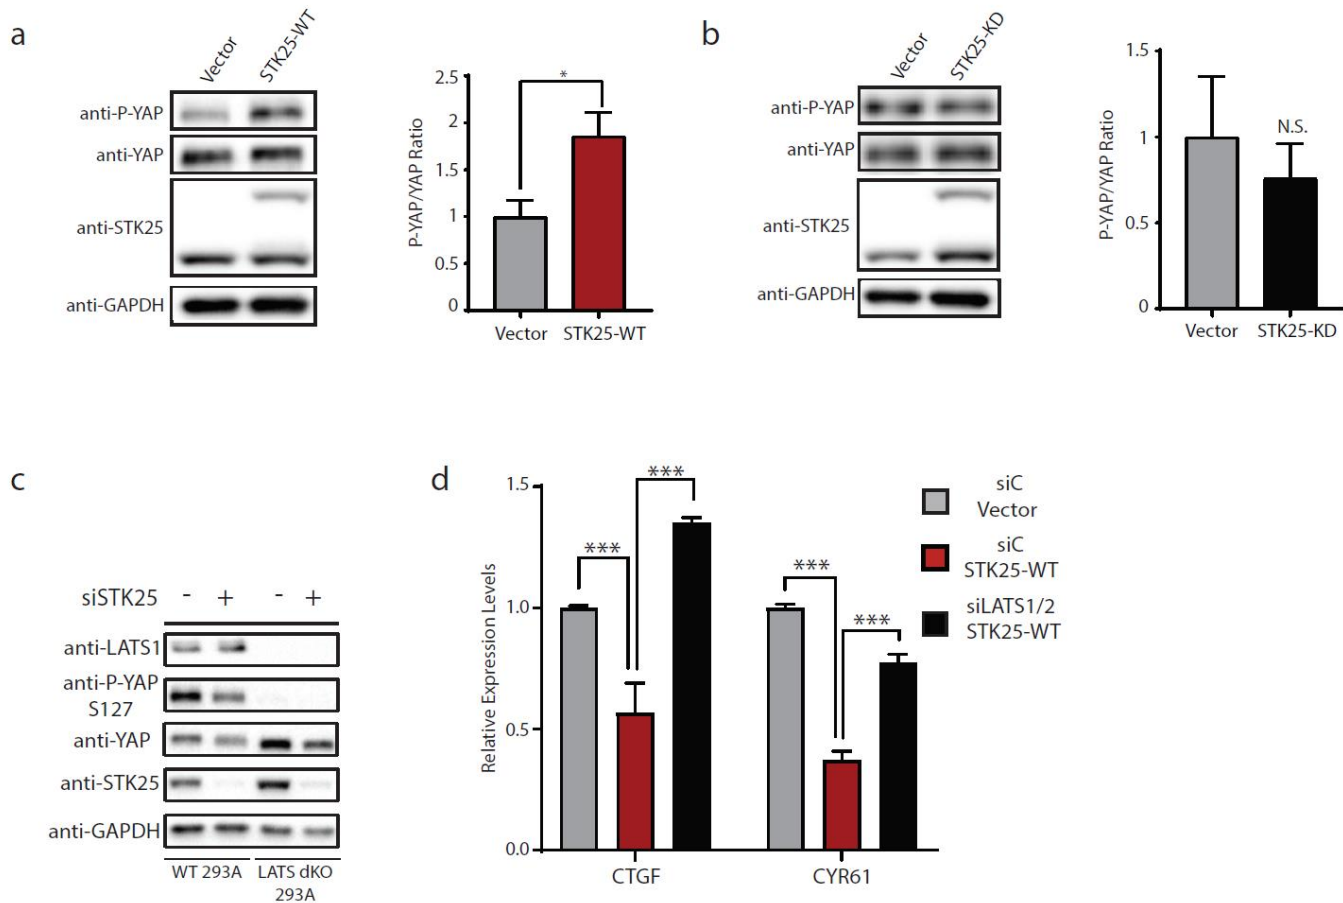 a
Vector
STK25-WT
anti-P-YAP
anti-YAP
anti-STK25
anti-GAPDH
P-YAP/YAP Ratio
2.5
2
1.5
1
0.5
0
*
Vector
STK25-WT
b
Vector
STK25-KD
anti-P-YAP
anti-YAP
anti-STK25
anti-GAPDH
P-YAP/YAP Ratio
1.5
1
0.5
0
N.S.
Vector
STK25-KD
c
siSTK25 - + - +
anti-LATS1
anti-P-YAP
S127
anti-YAP
anti-STK25
anti-GAPDH
WT 293A
LATS dKO
293A
d
Relative Expression Levels
1.5
1.0
0.5
0.0
***
***
***
***
CTGF
CYR61
siC
Vector
siC
STK25-WT
siLATS1/2
STK25-WT